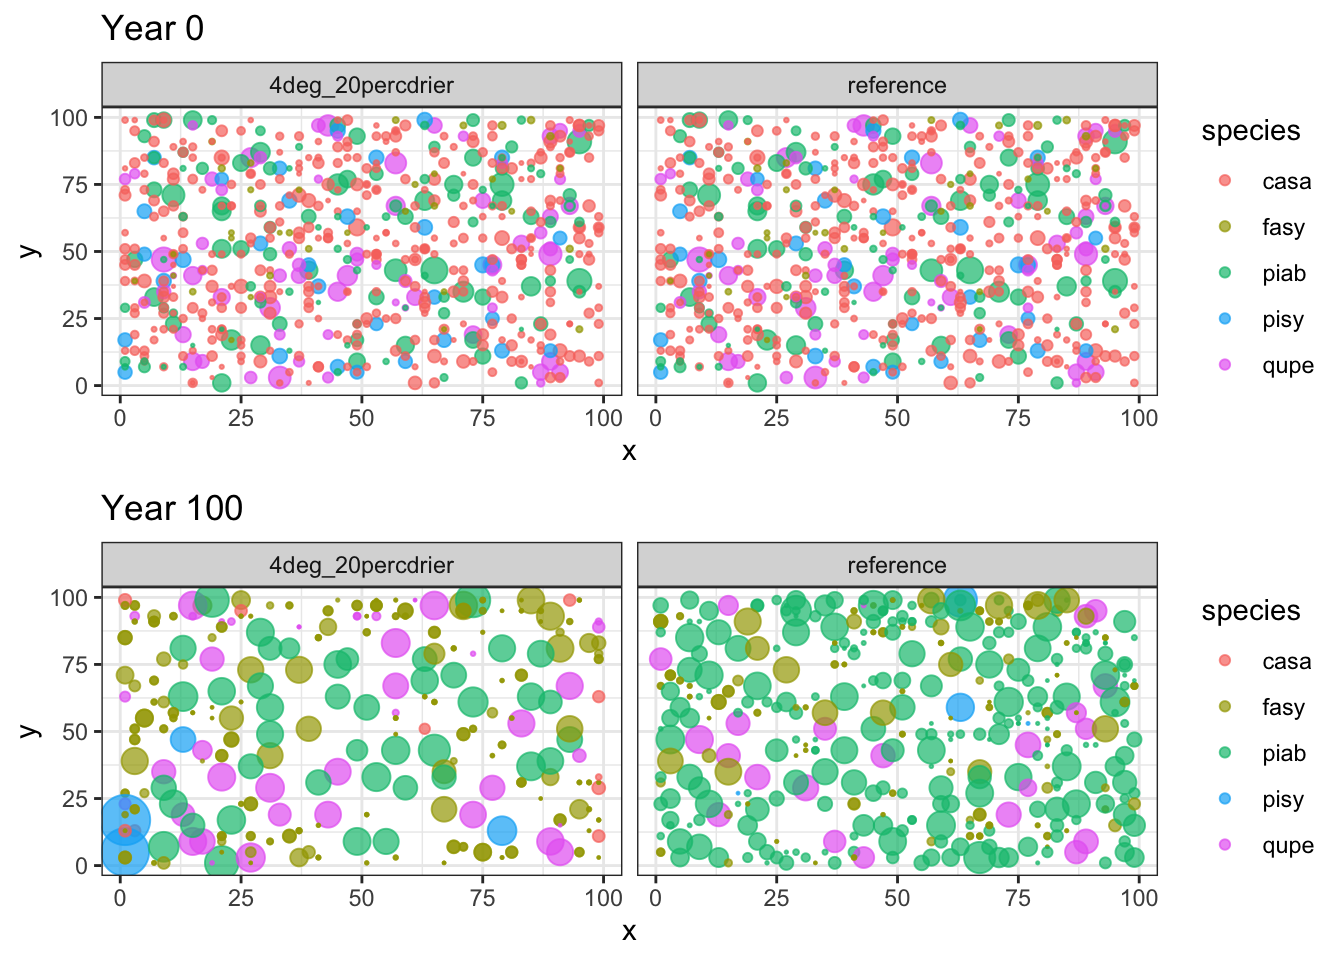 Year 0
4deg_20percdrier reference
100
75
50
25
0
y
0 25 50 75 100 0 25 50 75 100
x
species
casa
fasy
piab
pisy
qupe
Year 100
4deg_20percdrier reference
100
75
50
25
0
y
0 25 50 75 100 0 25 50 75 100
x
species
casa
fasy
piab
pisy
qupe